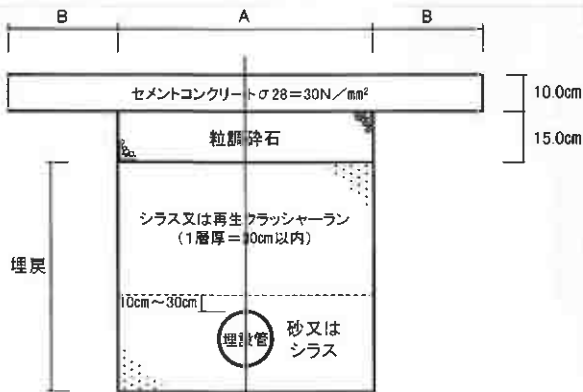 B A B
セメントコンクリートσ28=30N/mm²
10.0cm
粒調砕石
15.0cm
シラス又は再生クラッシャーラン
(1層厚=30cm以内)
埋戻
10cm～30cm
埋設管
砂又は
シラス